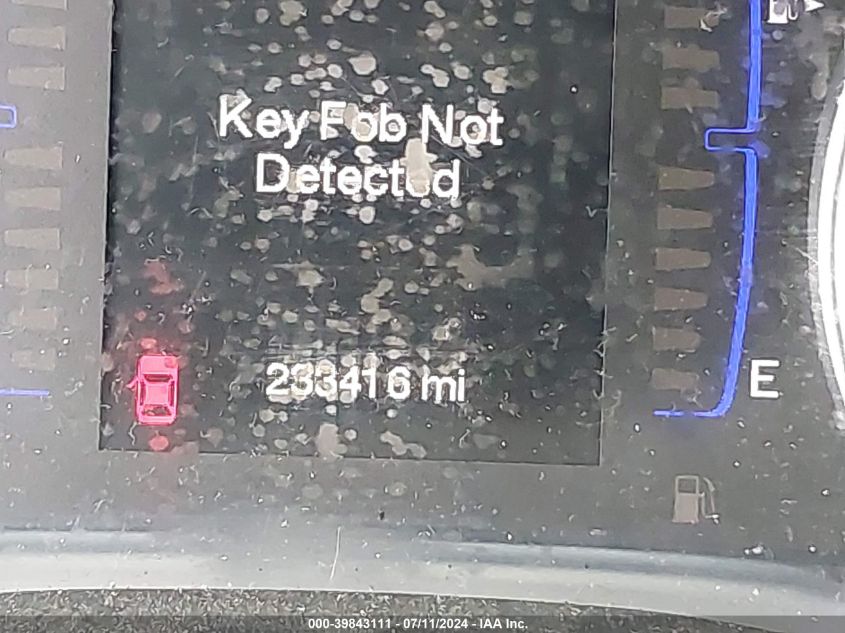 Key Fob Not
Detected
233416 mi
E
000-39843111 - 07/11/2024 - IAA Inc.